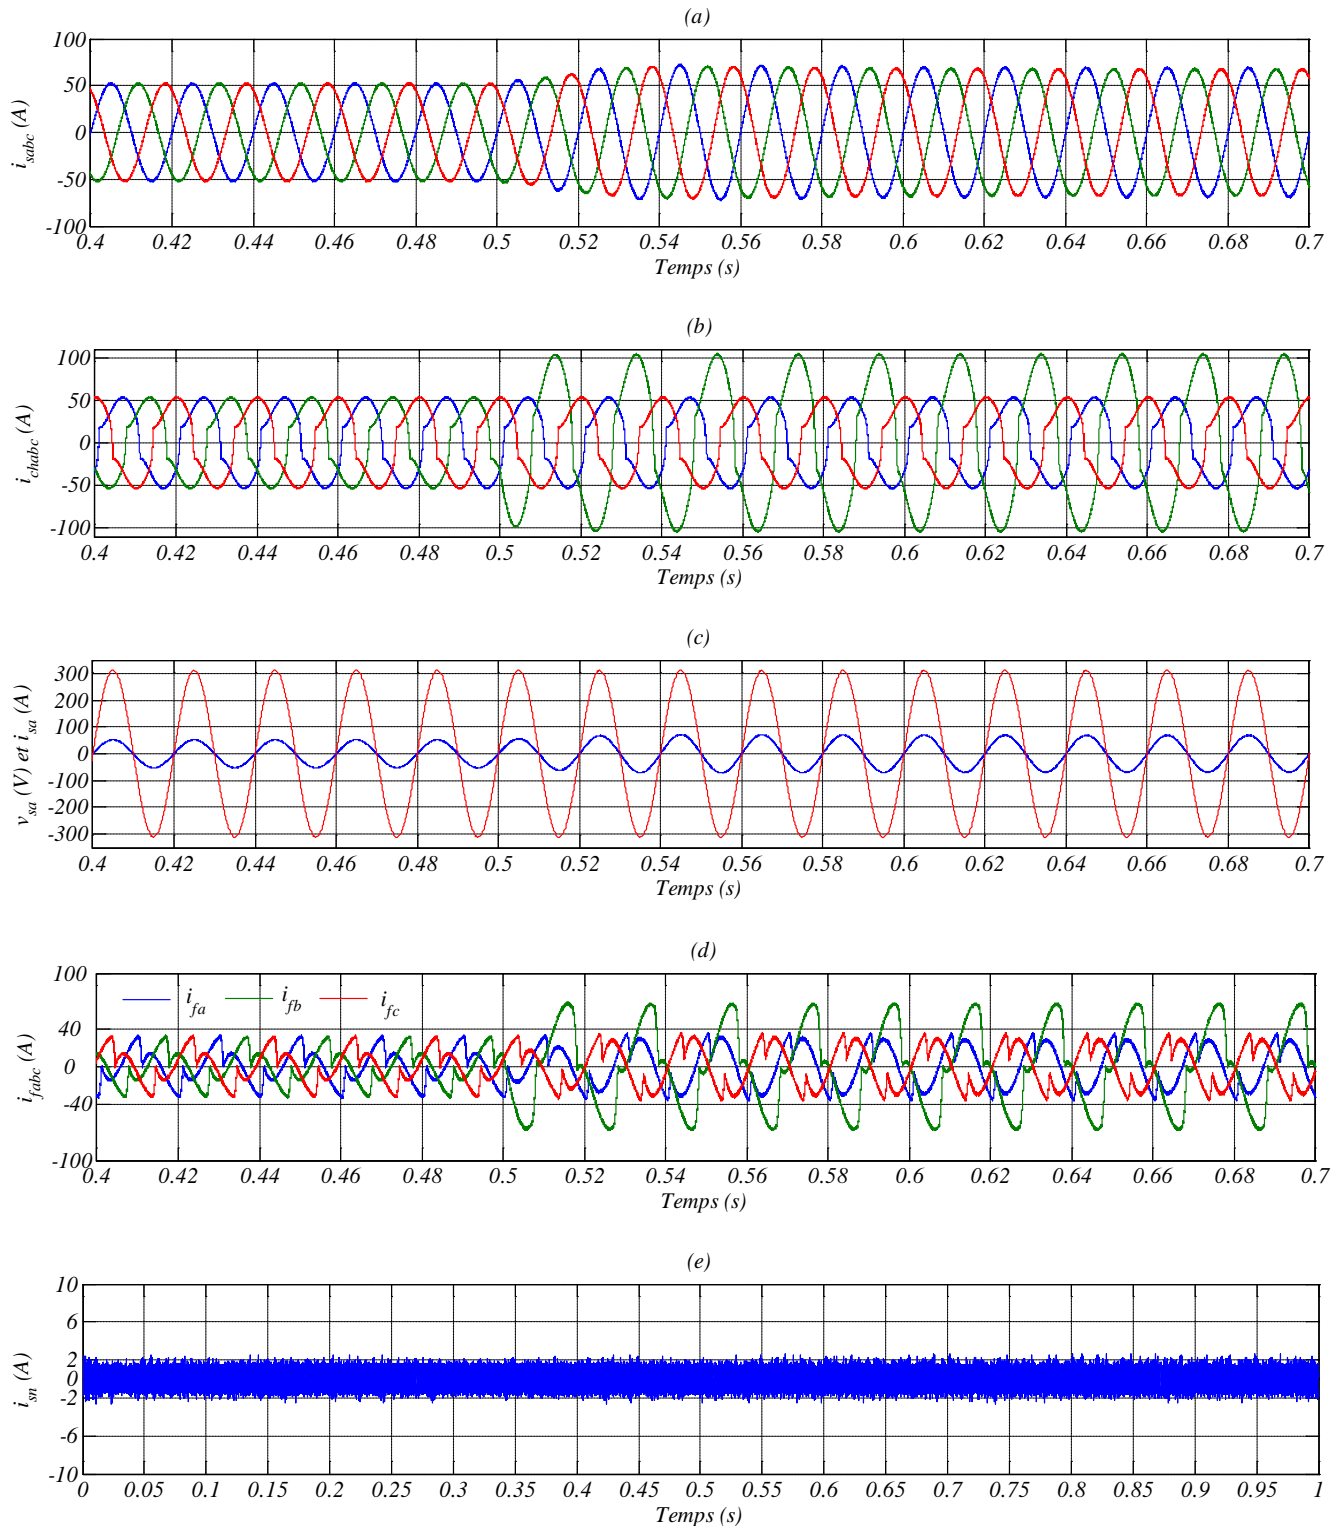 (a)
100
50
0
-50
-100
i_sabc (A)
0.4 0.42 0.44 0.46 0.48 0.5 0.52 0.54 0.56 0.58 0.6 0.62 0.64 0.66 0.68 0.7
Temps (s)
(b)
100
50
0
-50
-100
i_chabc (A)
0.4 0.42 0.44 0.46 0.48 0.5 0.52 0.54 0.56 0.58 0.6 0.62 0.64 0.66 0.68 0.7
Temps (s)
(c)
300
200
100
0
-100
-200
-300
v_sa (V) et i_sa (A)
0.4 0.42 0.44 0.46 0.48 0.5 0.52 0.54 0.56 0.58 0.6 0.62 0.64 0.66 0.68 0.7
Temps (s)
(d)
100
40
0
-40
-100
i_fabc (A)
i_fa i_fb i_fc
0.4 0.42 0.44 0.46 0.48 0.5 0.52 0.54 0.56 0.58 0.6 0.62 0.64 0.66 0.68 0.7
Temps (s)
(e)
10
6
2
0
-2
-6
-10
i_sn (A)
0 0.05 0.1 0.15 0.2 0.25 0.3 0.35 0.4 0.45 0.5 0.55 0.6 0.65 0.7 0.75 0.8 0.85 0.9 0.95 1
Temps (s)